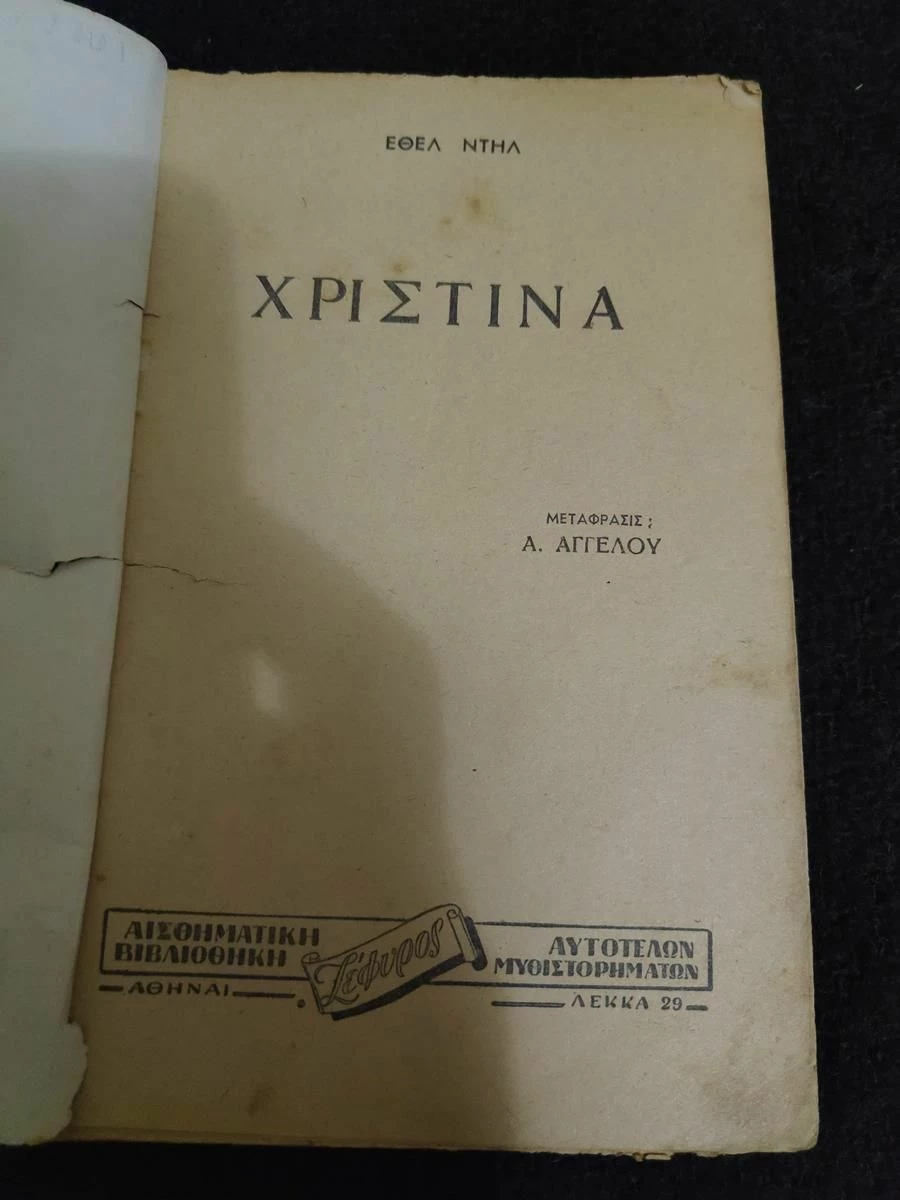 ΕΘΕΛ ΝΤΗΛ
ΧΡΙΣΤΙΝΑ
ΜΕΤΑΦΡΑΣΙΣ:
Α. ΑΓΓΕΛΟΥ
ΑΙΣΘΗΜΑΤΙΚΗ
ΒΙΒΛΙΟΘΗΚΗ
Ζέφυρος
ΑΥΤΟΤΕΛΩΝ
ΜΥΘΙΣΤΟΡΗΜΑΤΩΝ
ΑΘΗΝΑΙ
ΛΕΚΚΑ 29